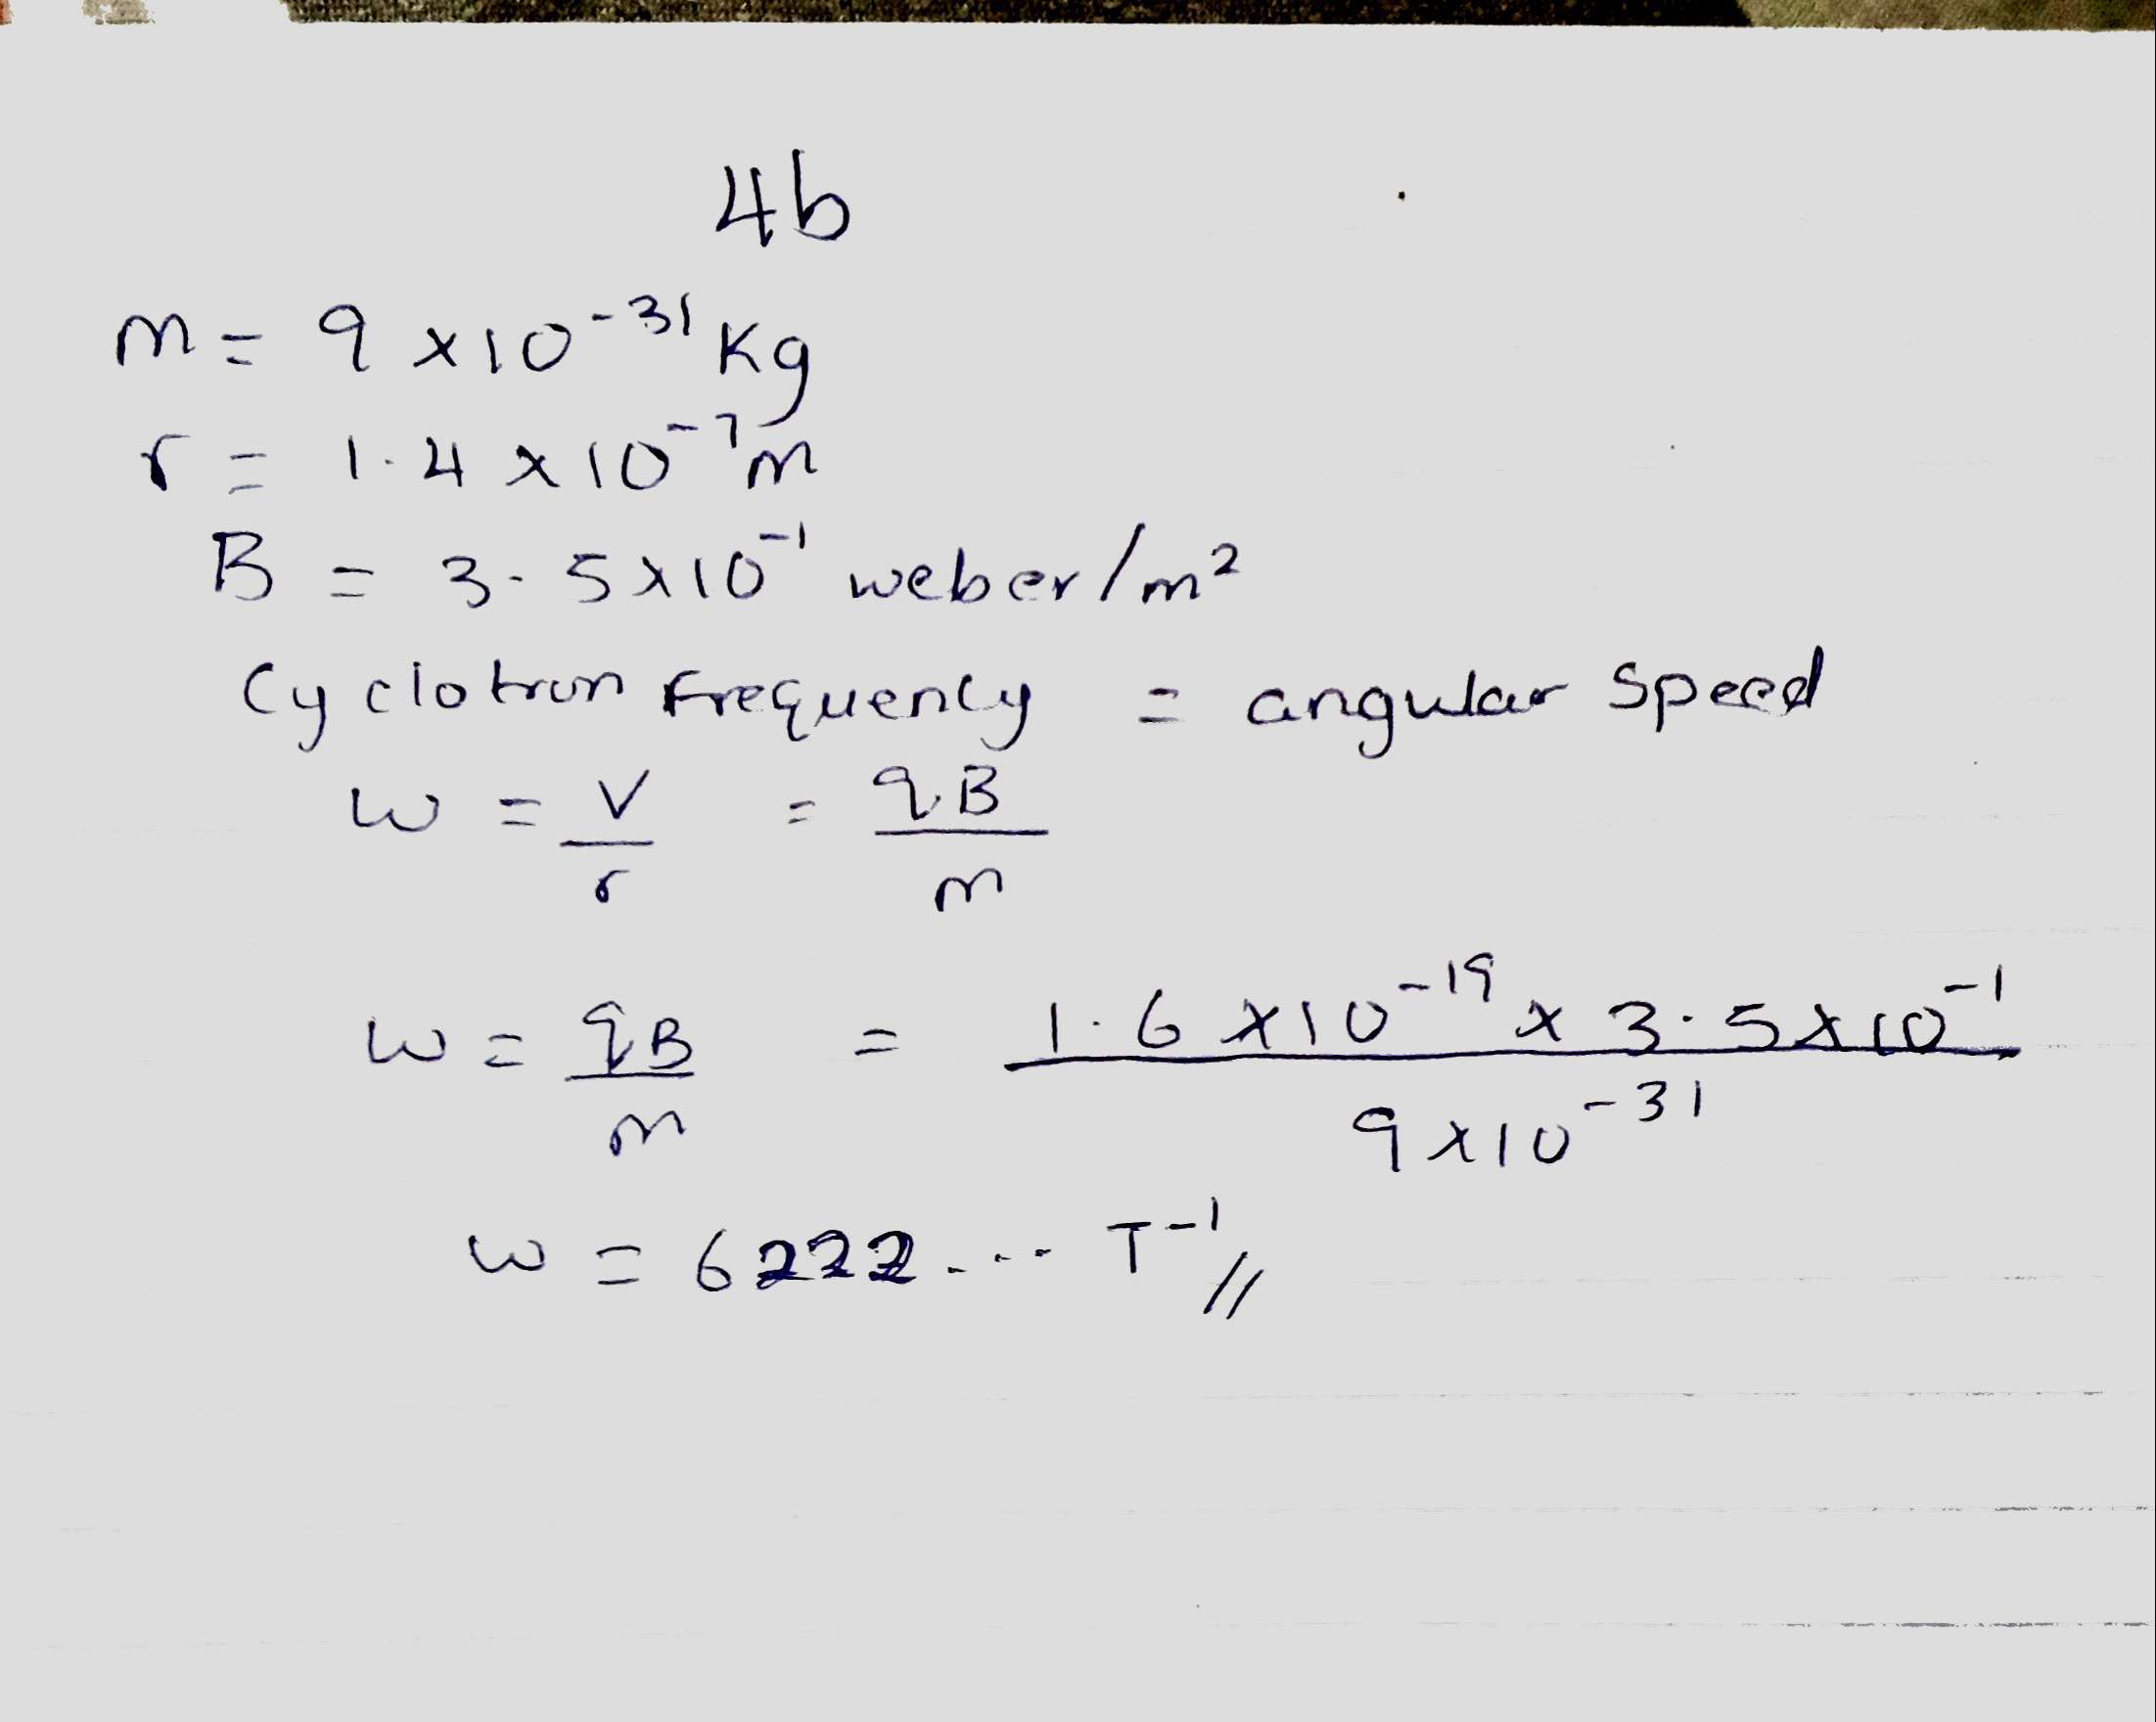 4b
m = 9 x10⁻³¹ Kg
r = 1.4 x 10⁻⁷ m
B = 3.5x10⁻¹ weber/m²
Cyclotron frequency = angular speed
w = V/r = qB/m
w = qB/m = 1.6 x10⁻¹⁹ x 3.5x10⁻¹ / 9x10⁻³¹
w = 6222.... T⁻¹//